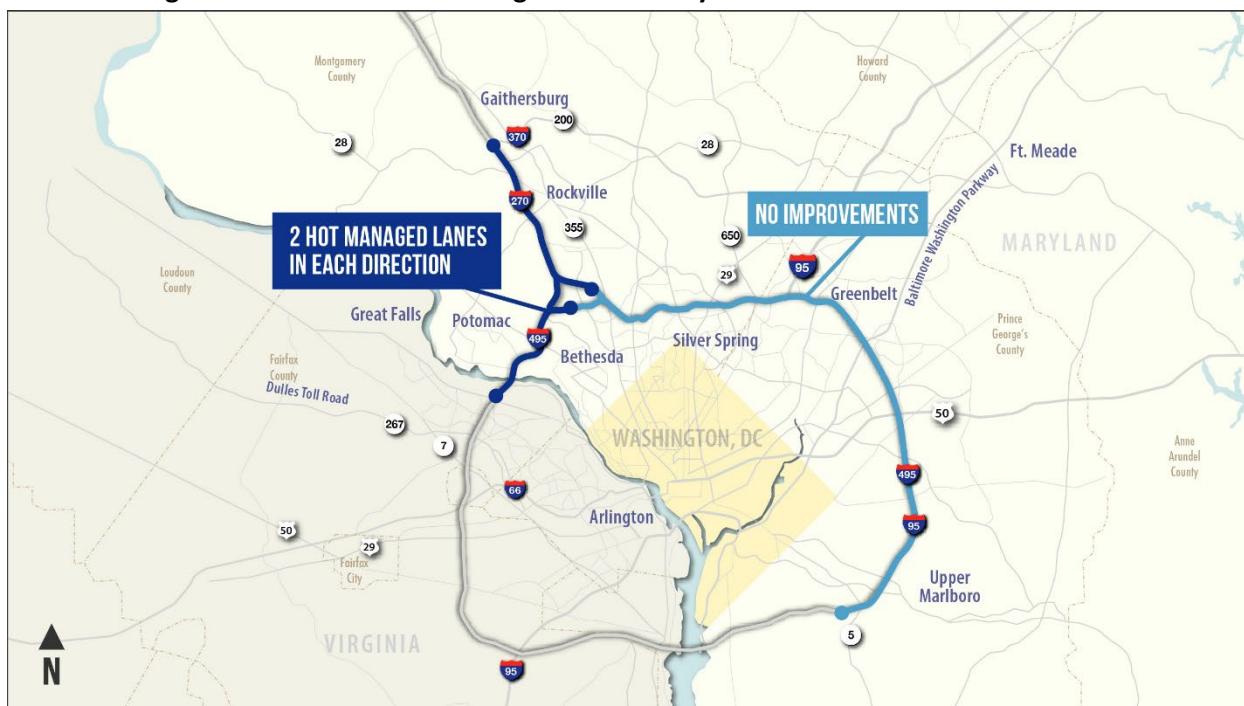 Montgomery
County
Howard
County
Gaithersburg
200
370
28
28
Ft. Meade
Rockville
270
NO IMPROVEMENTS
355
650
2 HOT MANAGED LANES
IN EACH DIRECTION
29
95
Baltimore Washington Parkway
MARYLAND
Loudoun
County
Greenbelt
Great Falls
Potomac
495
Silver Spring
Prince
George's
County
Bethesda
Fairfax
County
Dulles Toll Road
267
7
50
WASHINGTON, DC
Anne
Arundel
County
66
495
Arlington
95
50
29
Fairfax
City
Upper
Marlboro
VIRGINIA
5
N
95